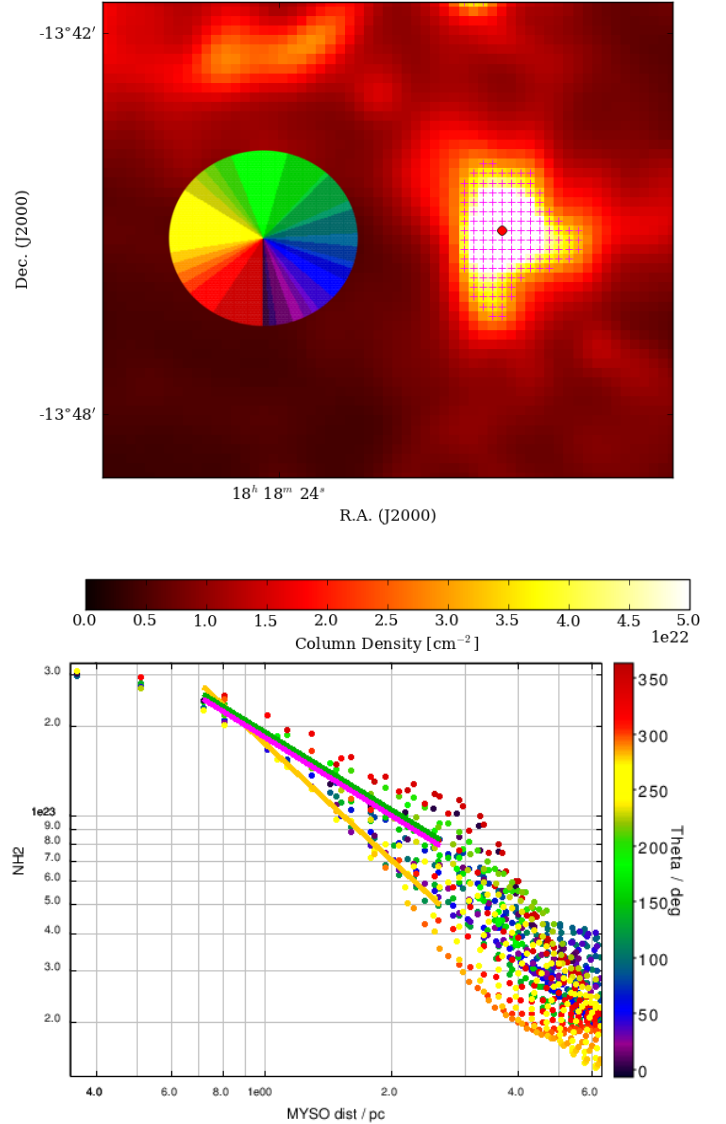 -13°42′
Dec. (J2000)
-13°48′
18ʰ 18ᵐ 24ˢ
R.A. (J2000)
0.0 0.5 1.0 1.5 2.0 2.5 3.0 3.5 4.0 4.5 5.0
1e22
Column Density [cm⁻²]
3.0
2.0
1e23
9.0
8.0
7.0
6.0
5.0
4.0
3.0
2.0
NH2
4.0 6.0 8.0 1e00 2.0 4.0 6.0
MYSO dist / pc
350
300
250
200
150
100
50
0
Theta / deg